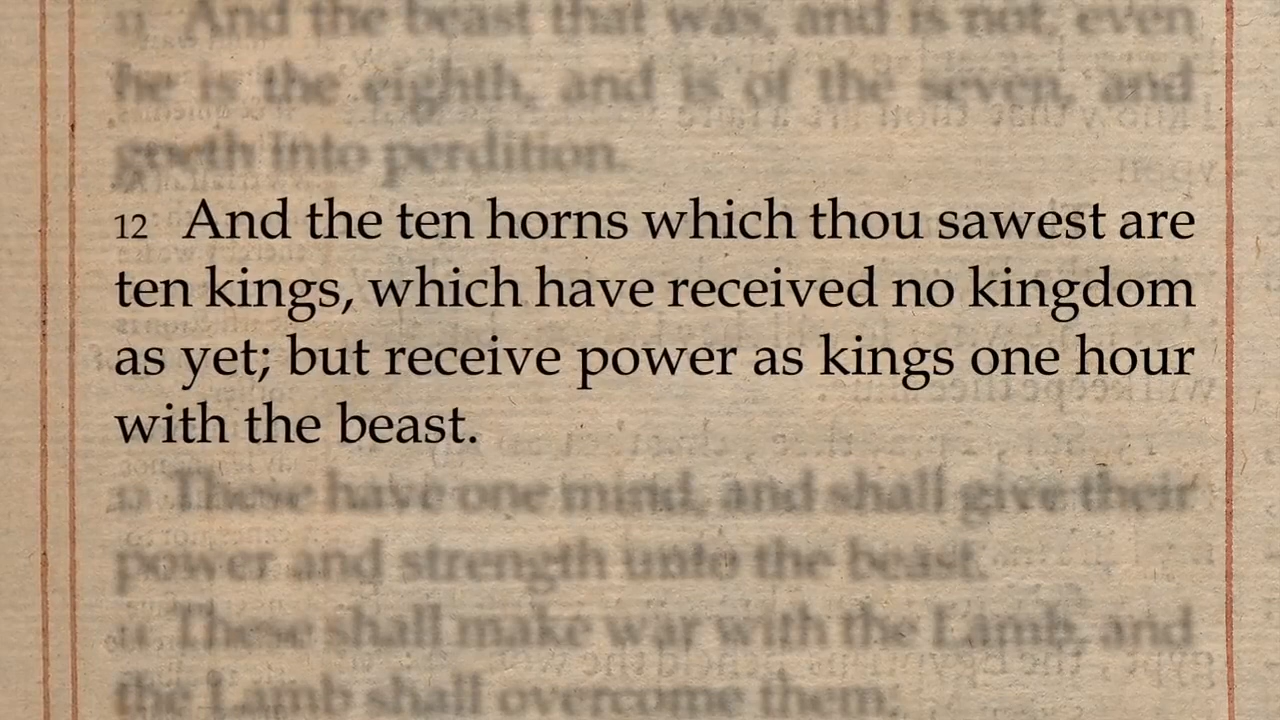 11 And the beast that was, and is not, even
he is the eighth, and is of the seven, and
goeth into perdition.
12 And the ten horns which thou sawest are
ten kings, which have received no kingdom
as yet; but receive power as kings one hour
with the beast.
13 These have one mind, and shall give their
power and strength unto the beast.
14 These shall make war with the Lamb, and
the Lamb shall overcome them: